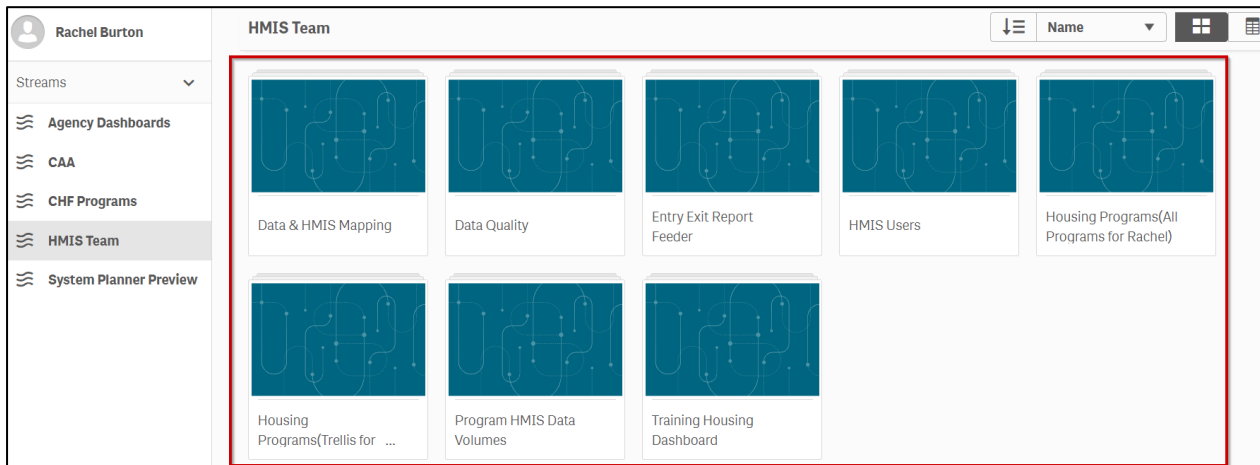 Rachel Burton
Streams
Agency Dashboards
CAA
CHF Programs
HMIS Team
System Planner Preview
HMIS Team
Name
Data & HMIS Mapping
Data Quality
Entry Exit Report
Feeder
HMIS Users
Housing Programs(All
Programs for Rachel)
Housing
Programs(Trellis for ...
Program HMIS Data
Volumes
Training Housing
Dashboard